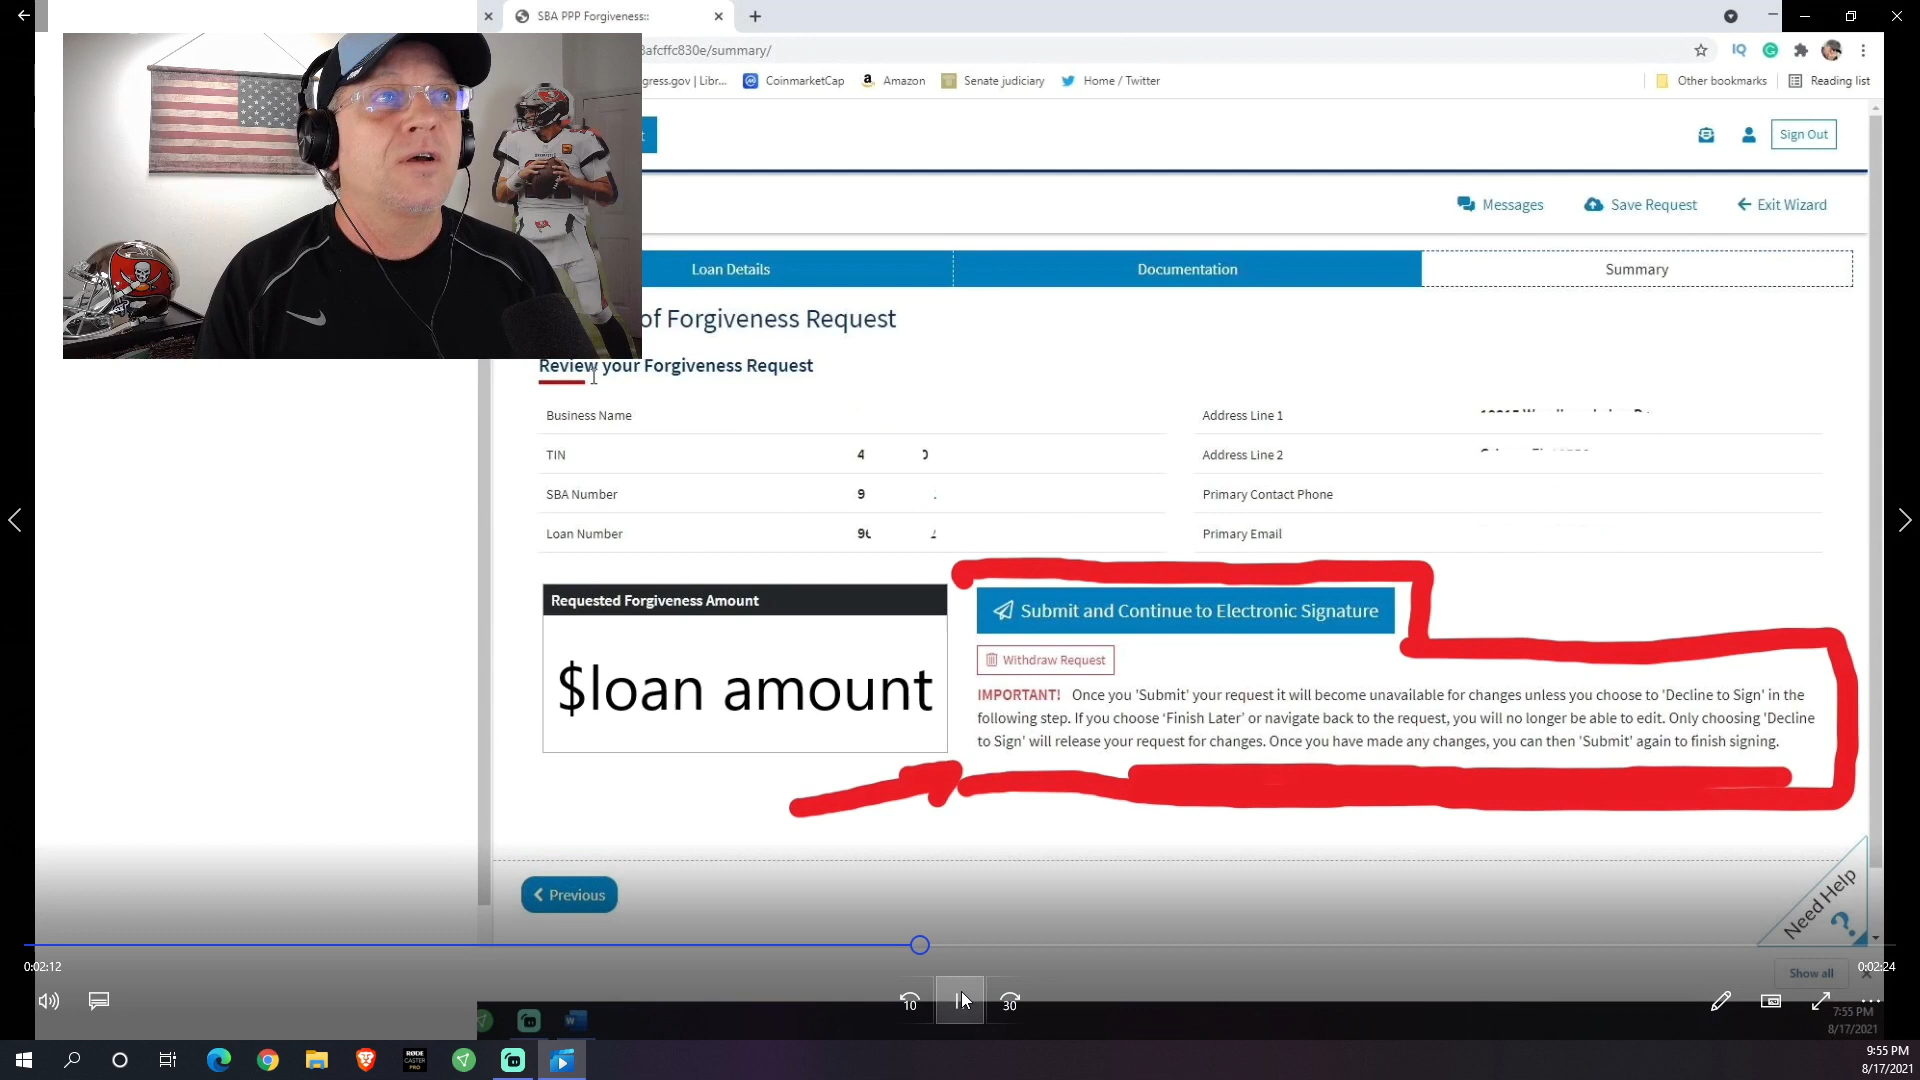 SBA PPP Forgiveness::
8afcffc830e/summary/
gress.gov | Libr...
CoinmarketCap
Amazon
Senate judiciary
Home / Twitter
Other bookmarks
Reading list
Sign Out
Messages
Save Request
Exit Wizard
Loan Details
Documentation
Summary
of Forgiveness Request
Review your Forgiveness Request
Business Name
Address Line 1
TIN 4 0
Address Line 2
SBA Number 9
Primary Contact Phone
Loan Number
Primary Email
Requested Forgiveness Amount
$loan amount
Submit and Continue to Electronic Signature
Withdraw Request
IMPORTANT! Once you 'Submit' your request it will become unavailable for changes unless you choose to 'Decline to Sign' in the
following step. If you choose 'Finish Later' or navigate back to the request, you will no longer be able to edit. Only choosing 'Decline
to Sign' will release your request for changes. Once you have made any changes, you can then 'Submit' again to finish signing.
Previous
Need Help
?
0:02:12
0:02:24
Show all
10
30
7:55 PM
8/17/2021
RØDE
CASTER
PRO
9:55 PM
8/17/2021